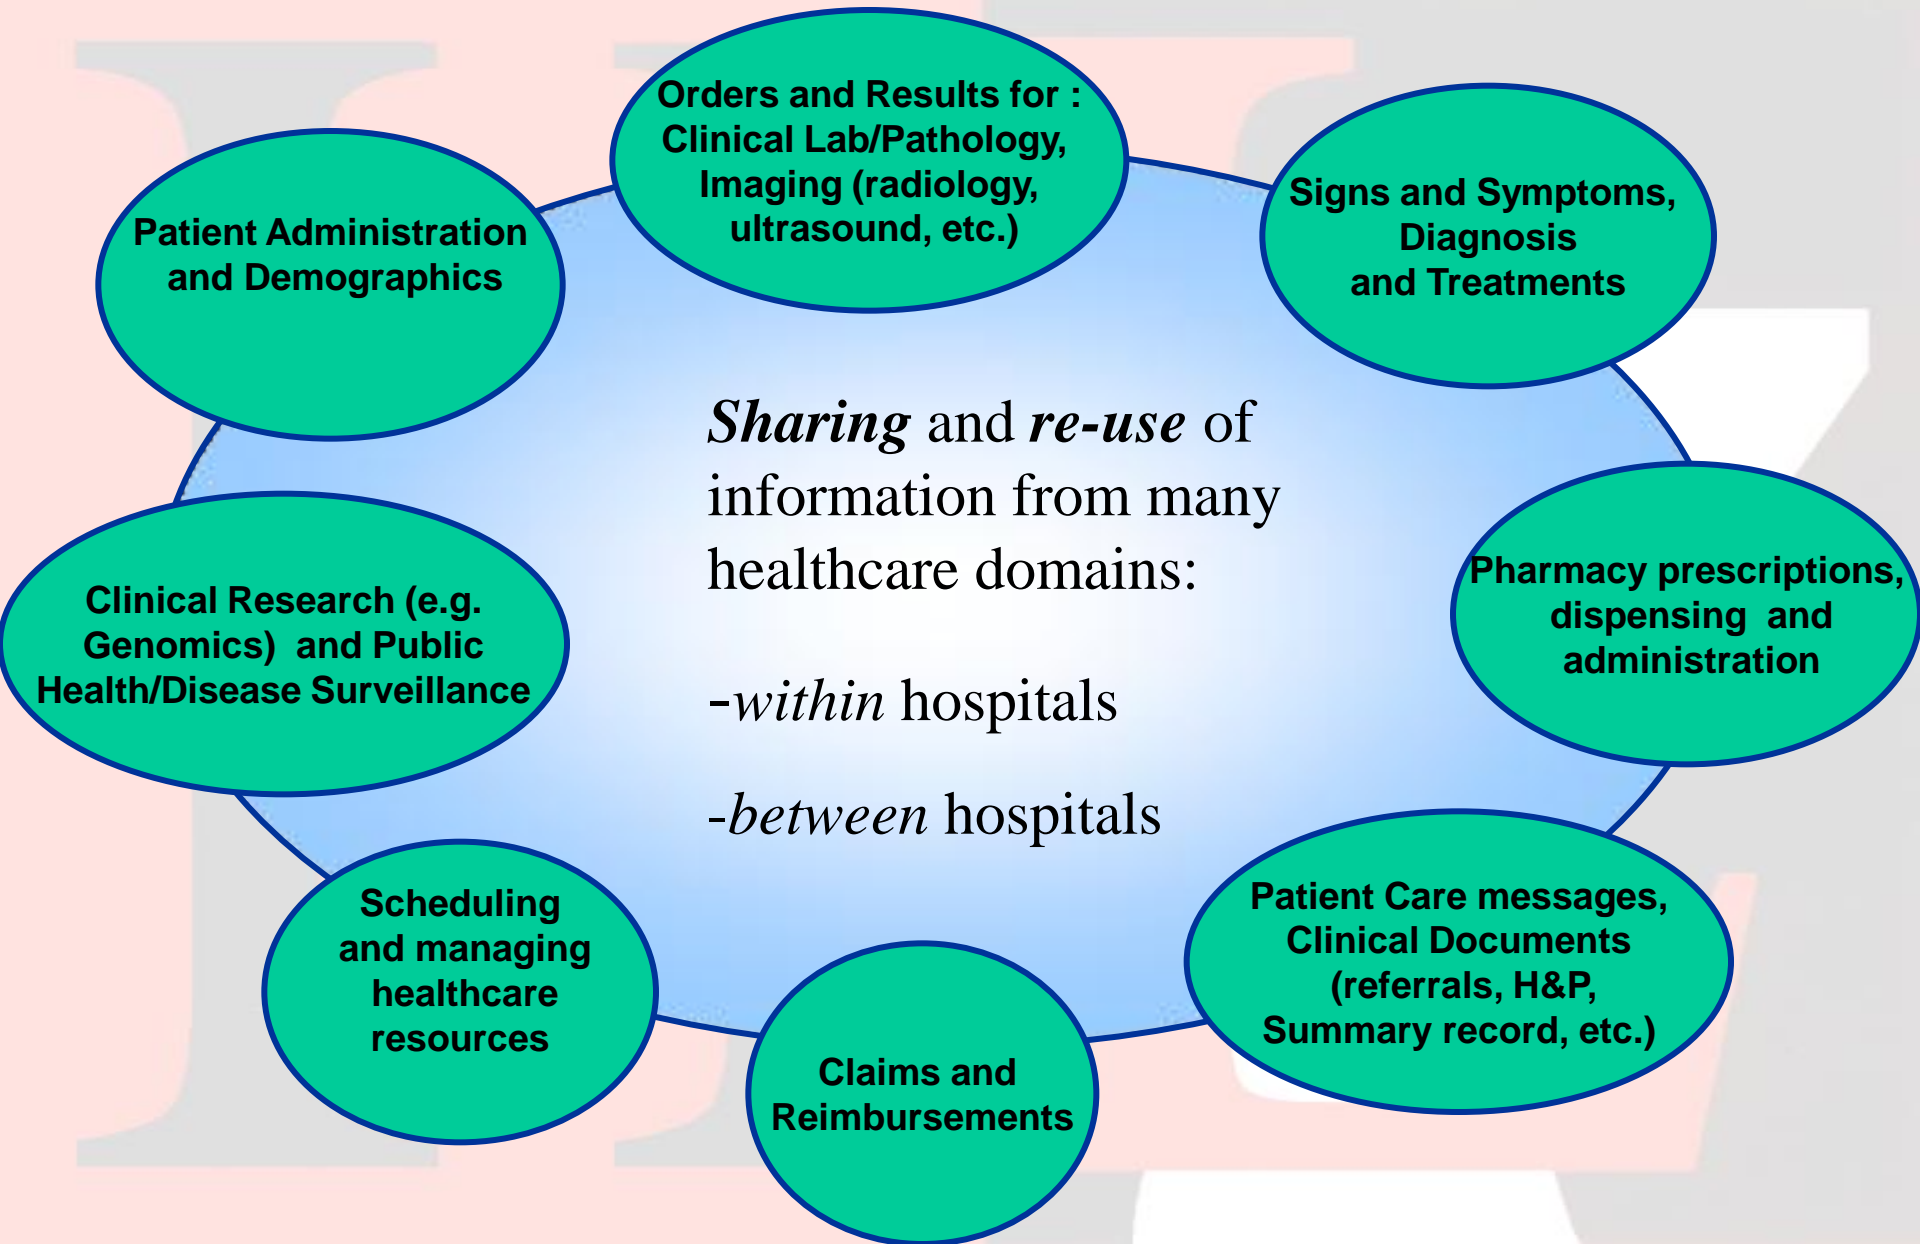 Orders and Results for :
Clinical Lab/Pathology,
Imaging (radiology,
ultrasound, etc.)
Patient Administration
and Demographics
Signs and Symptoms,
Diagnosis
and Treatments
Sharing and re-use of
information from many
healthcare domains:
-within hospitals
-between hospitals
Clinical Research (e.g.
Genomics) and Public
Health/Disease Surveillance
Pharmacy prescriptions,
dispensing and
administration
Scheduling
and managing
healthcare
resources
Patient Care messages,
Clinical Documents
(referrals, H&P,
Summary record, etc.)
Claims and
Reimbursements